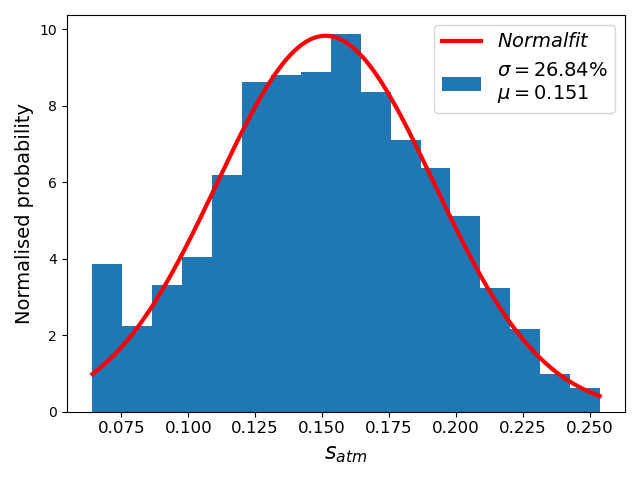 Normalfit
σ = 26.84%
μ = 0.151
Normalised probability
10
8
6
4
2
0
0.075 0.100 0.125 0.150 0.175 0.200 0.225 0.250
s_atm